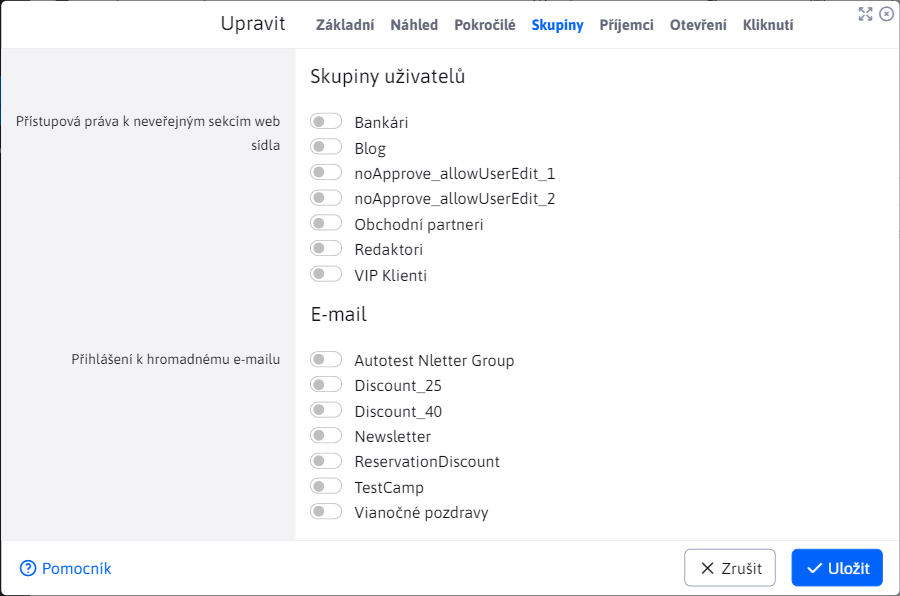 Upravit
Základní Náhled Pokročilé Skupiny Příjemci Otevření Kliknutí
Skupiny uživatelů
Přístupová práva k neveřejným sekcím web
sídla
Bankári
Blog
noApprove_allowUserEdit_1
noApprove_allowUserEdit_2
Obchodní partneri
Redaktori
VIP Klienti
E-mail
Přihlášení k hromadnému e-mailu
Autotest Nletter Group
Discount_25
Discount_40
Newsletter
ReservationDiscount
TestCamp
Vianočné pozdravy
Pomocník
Zrušit
Uložit